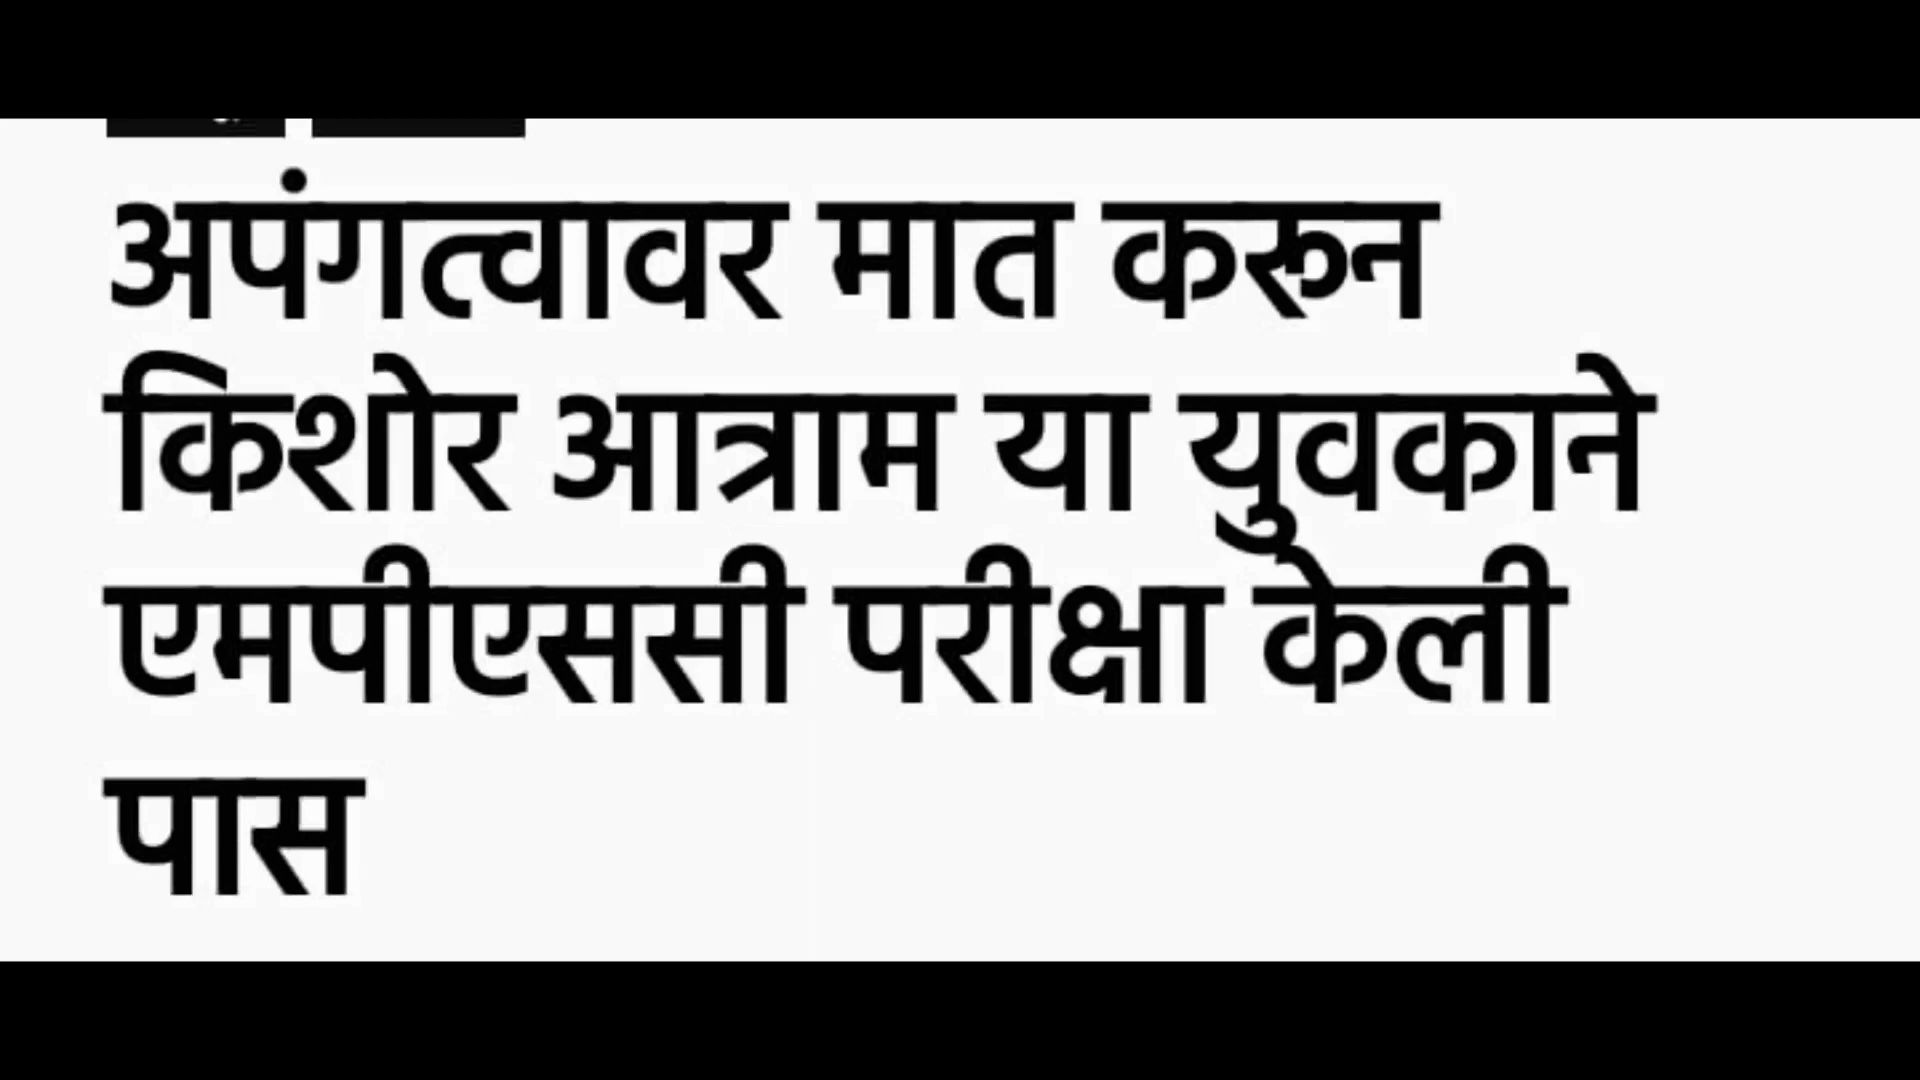 अपंगत्वावर मात करून
किशोर आत्राम या युवकाने
एमपीएससी परीक्षा केली
पास